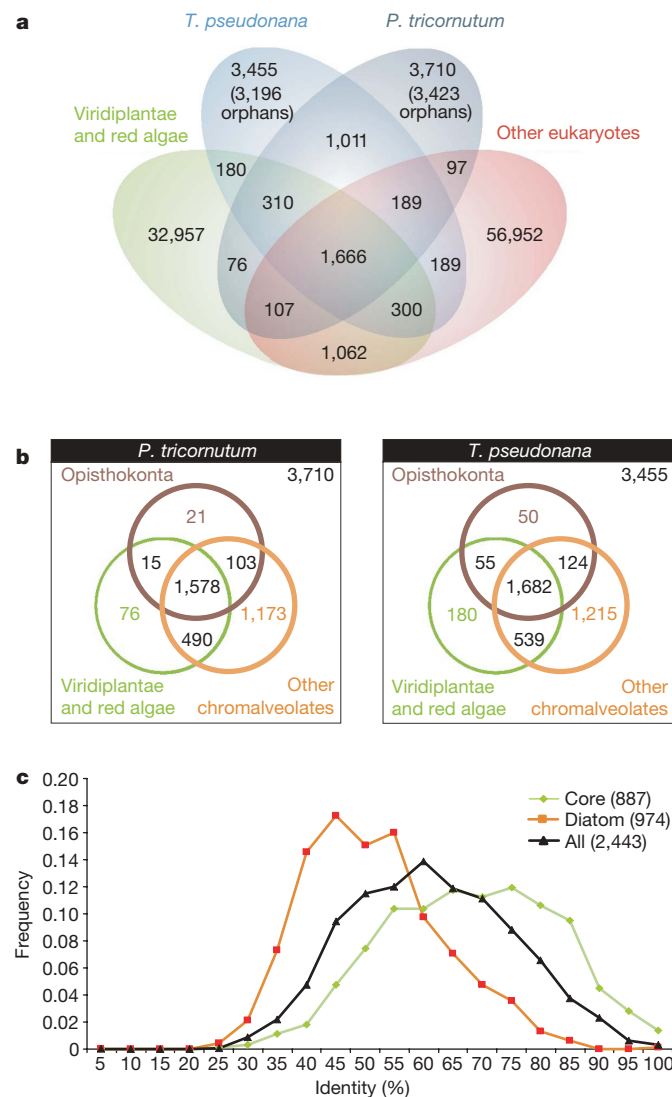 a
T. pseudonana
P. tricornutum
3,455
(3,196
orphans)
3,710
(3,423
orphans)
Viridiplantae
and red algae
Other eukaryotes
1,011
180
97
310
189
32,957
56,952
76
1,666
189
107
300
1,062
b
P. tricornutum
Opisthokonta
3,710
21
15
103
1,578
76
1,173
490
Viridiplantae
and red algae
Other
chromalveolates
T. pseudonana
Opisthokonta
3,455
50
55
124
1,682
180
1,215
539
Viridiplantae
and red algae
Other
chromalveolates
c
0.20
0.18
0.16
0.14
0.12
0.10
0.08
0.06
0.04
0.02
0
Frequency
Core (887)
Diatom (974)
All (2,443)
5 10 15 20 25 30 35 40 45 50 55 60 65 70 75 80 85 90 95 100
Identity (%)